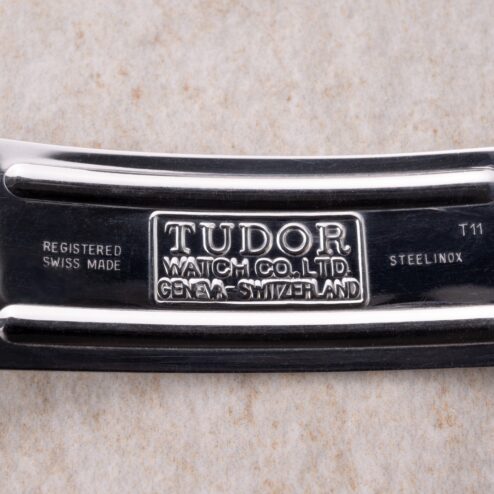 REGISTERED
SWISS MADE
TUDOR
WATCH CO. LTD.
GENEVA-SWITZERLAND
T11
STEELINOX